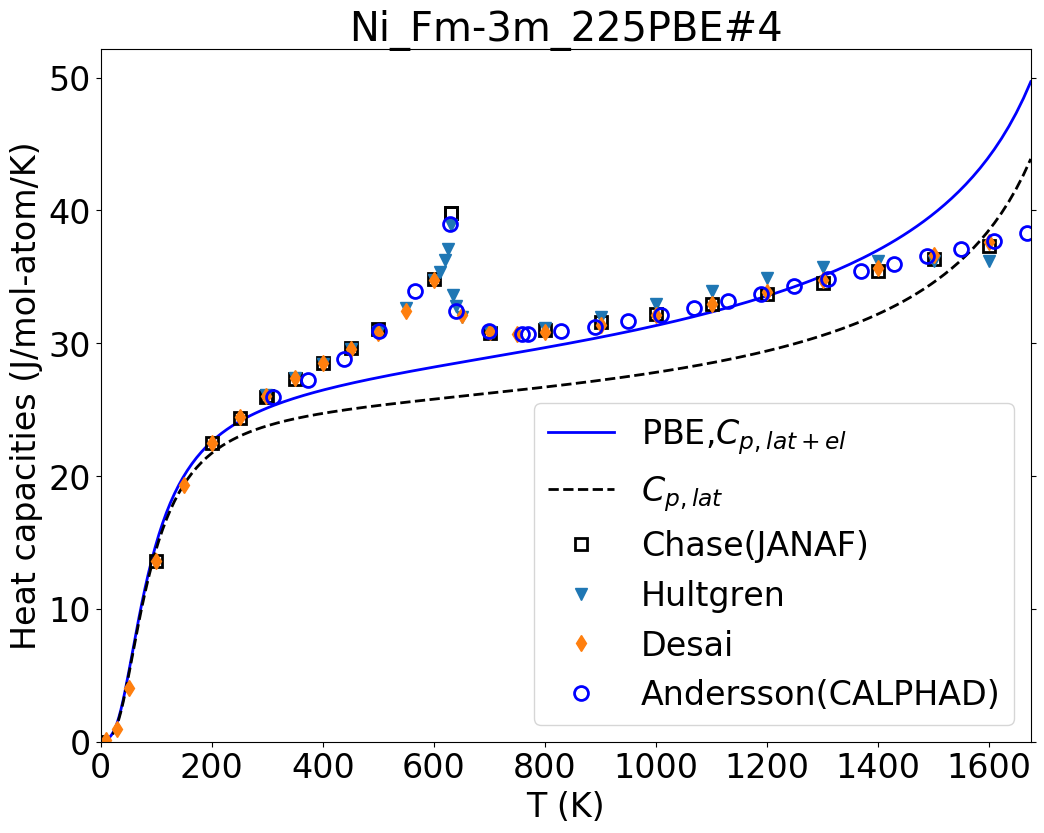 Ni_Fm-3m_225PBE#4
Heat capacities (J/mol-atom/K)
50
40
30
20
10
0
PBE,C_{p, lat+el}
C_{p, lat}
Chase(JANAF)
Hultgren
Desai
Andersson(CALPHAD)
0 200 400 600 800 1000 1200 1400 1600
T (K)